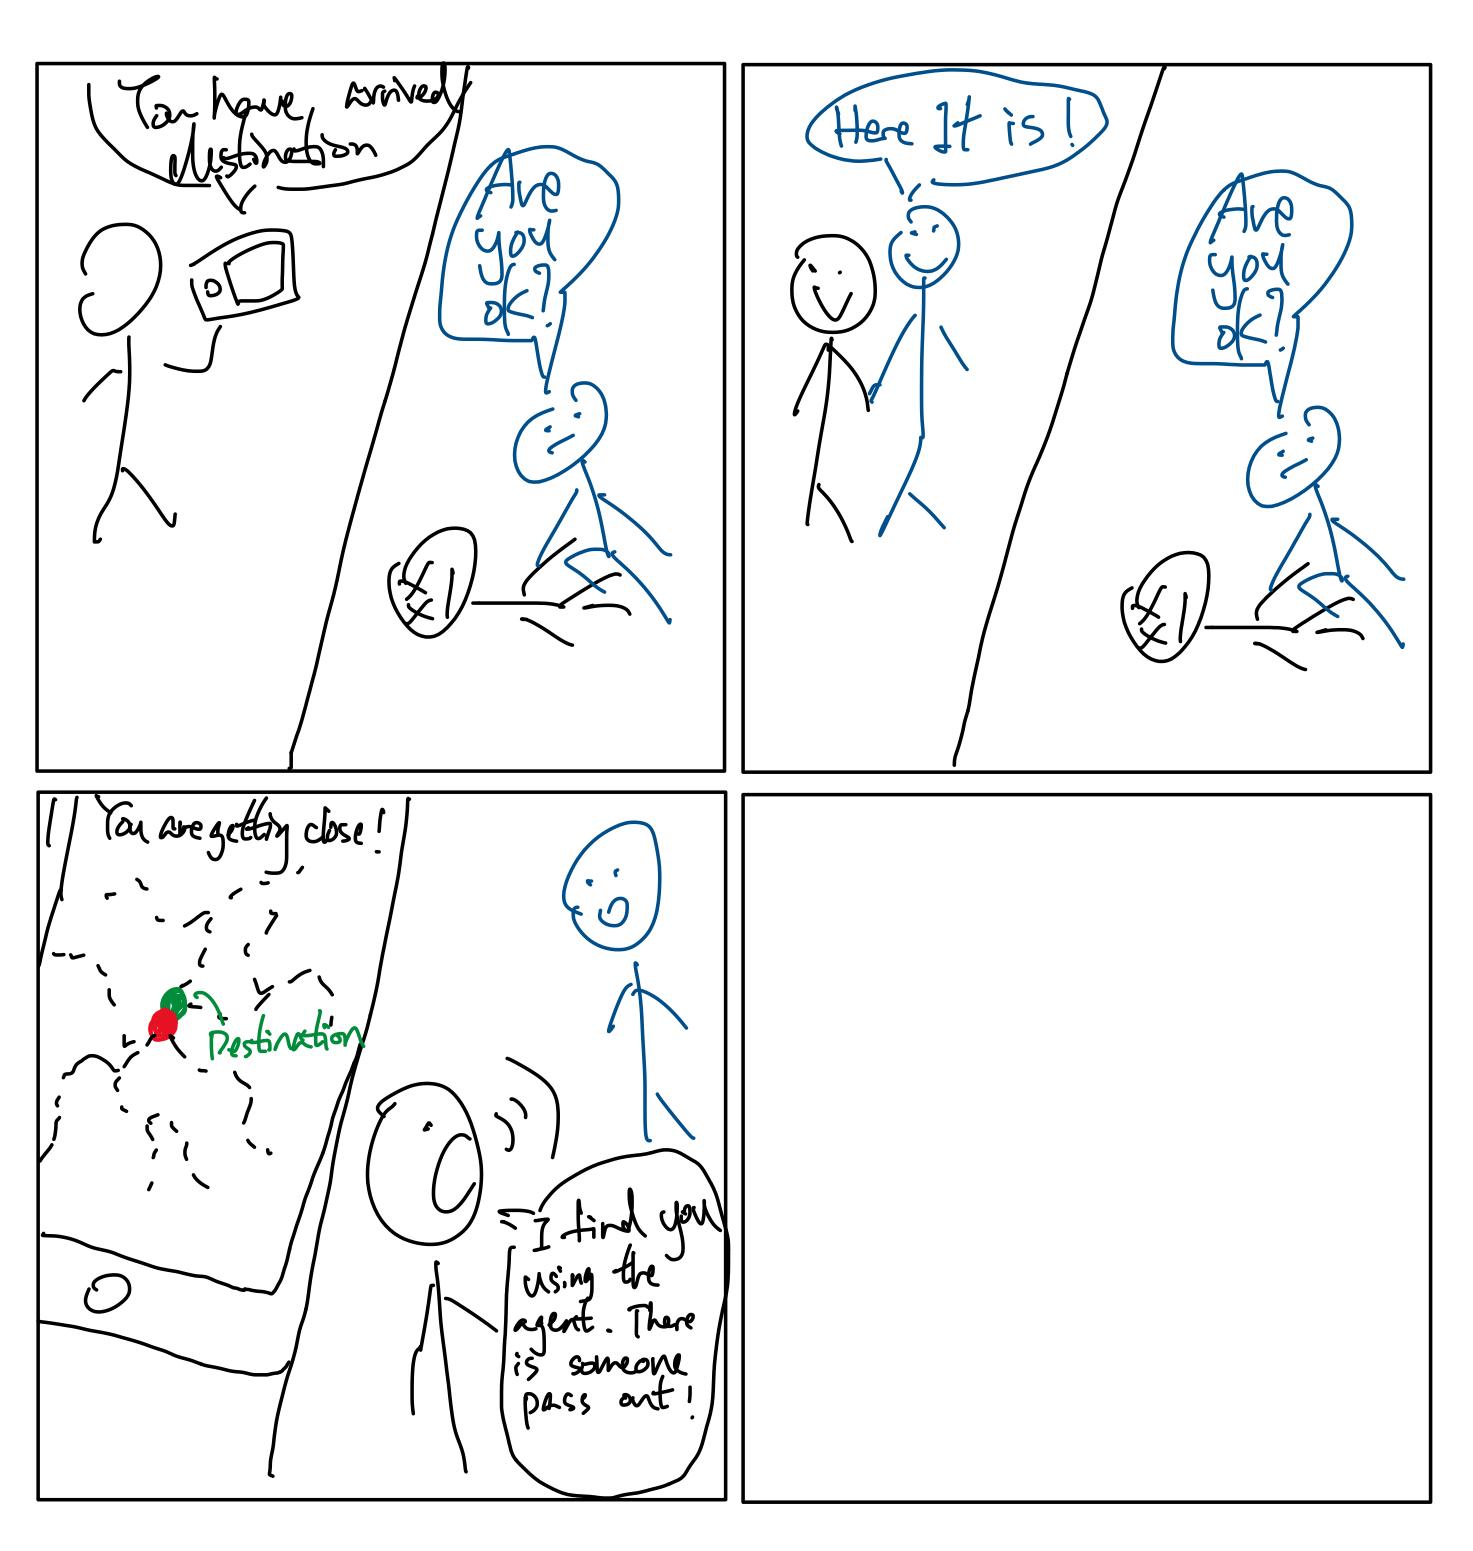 You have arrived
destination
Are
you
ok?
Here It is!
Are
you
ok?
You are getting close!
Destination
I find you
using the
agent. There
is someone
pass out!